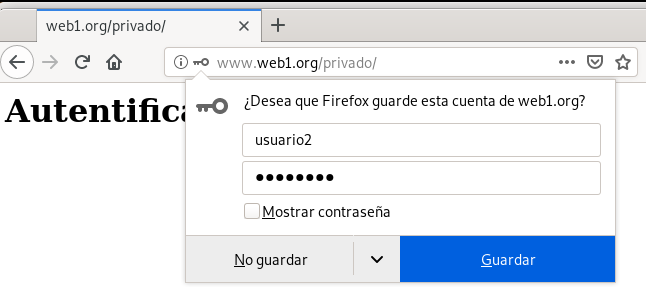 web1.org/privado/
www.web1.org/privado/
Autentifica
¿Desea que Firefox guarde esta cuenta de web1.org?
usuario2
●●●●●●●●
Mostrar contraseña
No guardar
Guardar